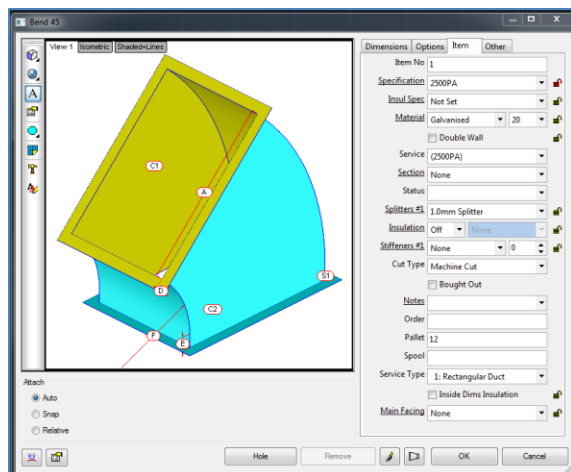 Bend 45
View 1 Isometric Shaded+Lines
A
C1
A
D
C2
S1
F
E
Attach
Auto
Snap
Relative
Dimensions Options Item Other
Item No 1
Specification 2500PA
Insul Spec Not Set
Material Galvanised 20
Double Wall
Service (2500PA)
Section None
Status
Splitters #1 1.0mm Splitter
Insulation Off None
Stiffeners #1 None 0
Cut Type Machine Cut
Bought Out
Notes
Order
Pallet 12
Spool
Service Type 1: Rectangular Duct
Inside Dims Insulation
Main Facing None
Hole Remove OK Cancel